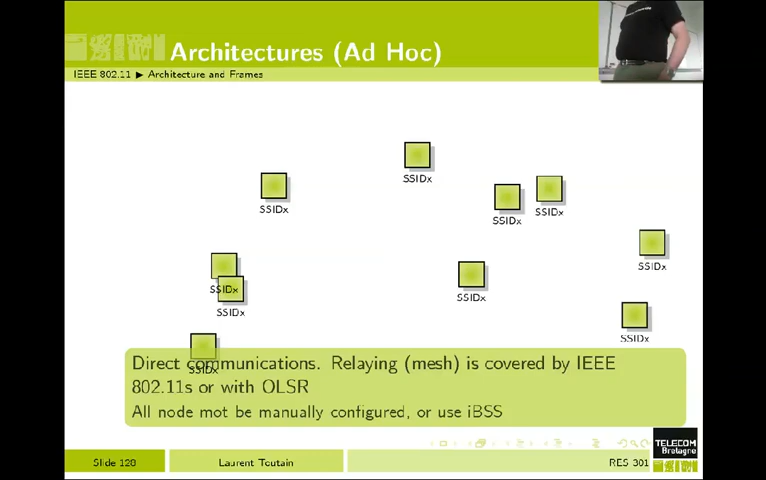 Architectures (Ad Hoc)
IEEE 802.11 ▶ Architecture and Frames
SSIDx
SSIDx
SSIDx
SSIDx
SSIDx
SSIDx
SSIDx
SSIDx
SSIDx
SSIDx
Direct communications. Relaying (mesh) is covered by IEEE
802.11s or with OLSR
All node mot be manually configured, or use iBSS
TELECOM
Bretagne
Slide 128
Laurent Toutain
RES 301